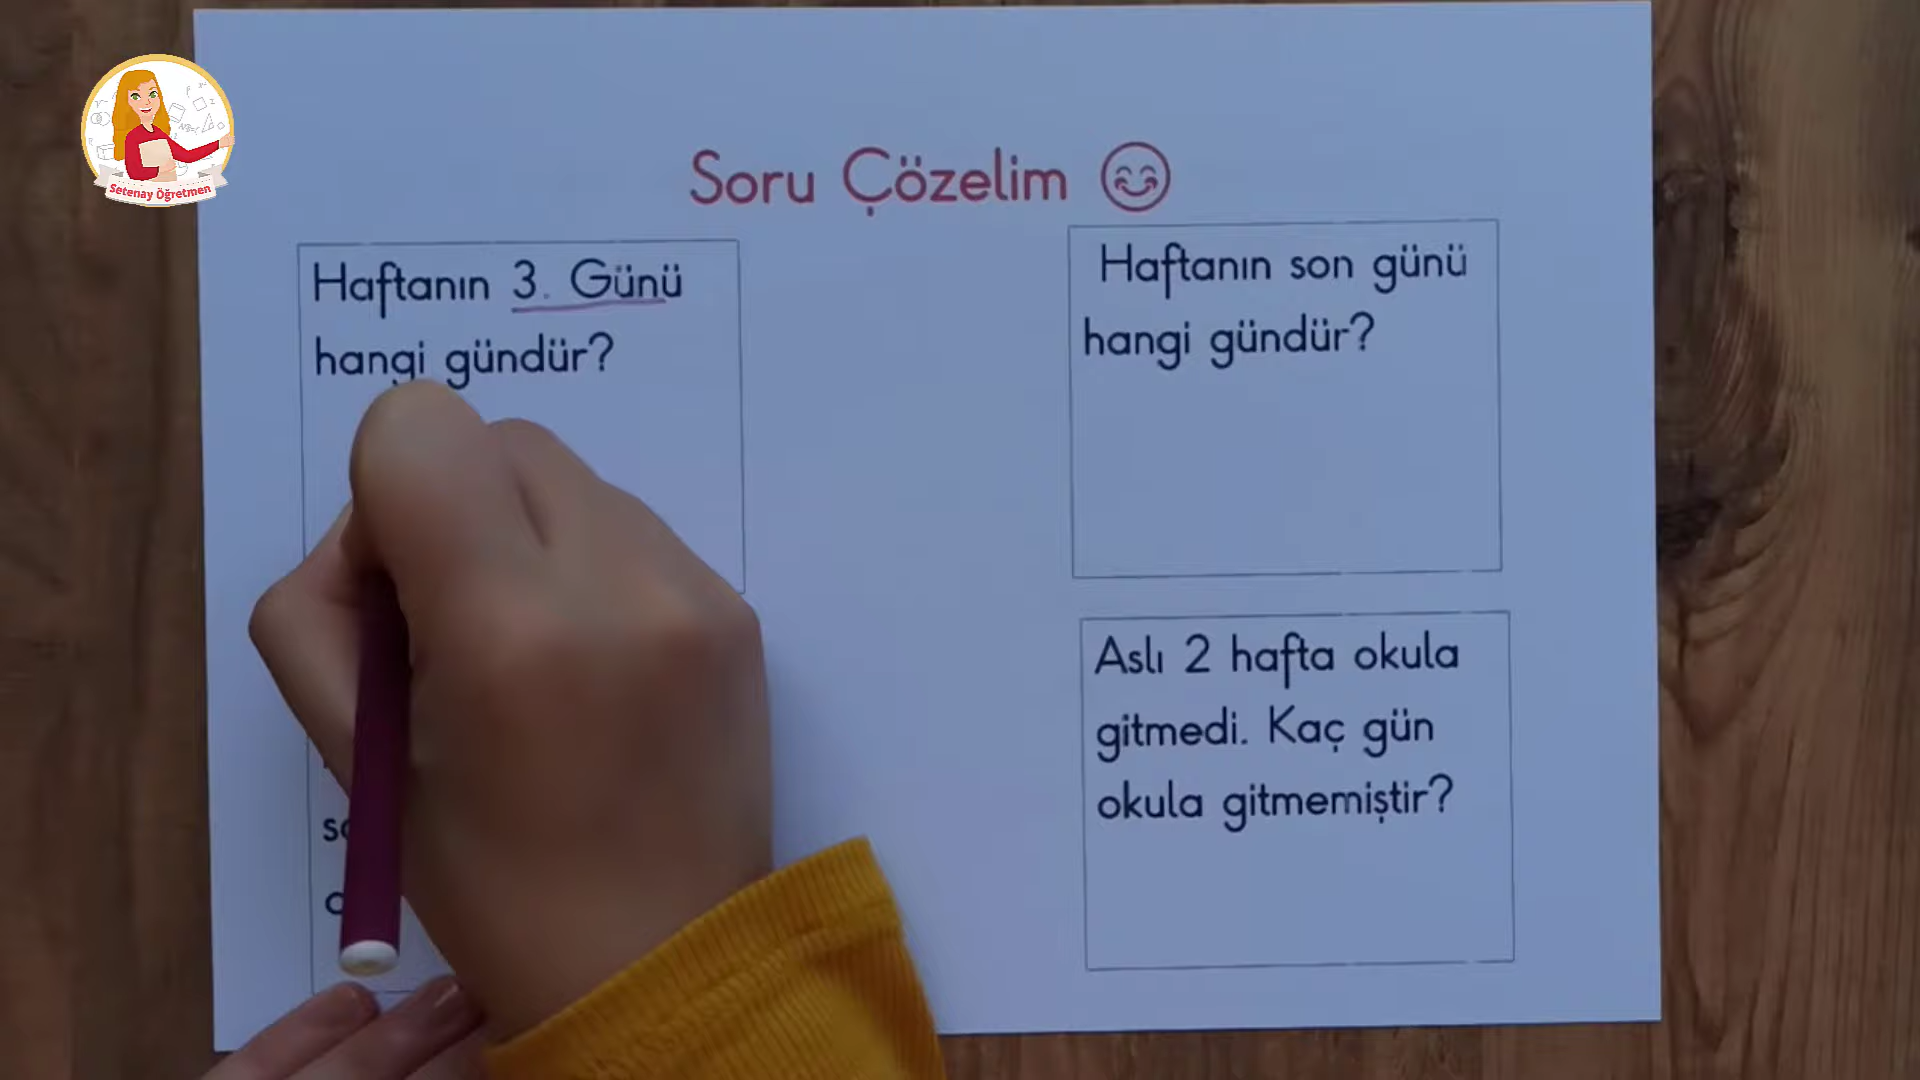 Setenay Öğretmen
Soru Çözelim
Haftanın 3. Günü
hangi gündür?
Haftanın son günü
hangi gündür?
Aslı 2 hafta okula
gitmedi. Kaç gün
okula gitmemiştir?